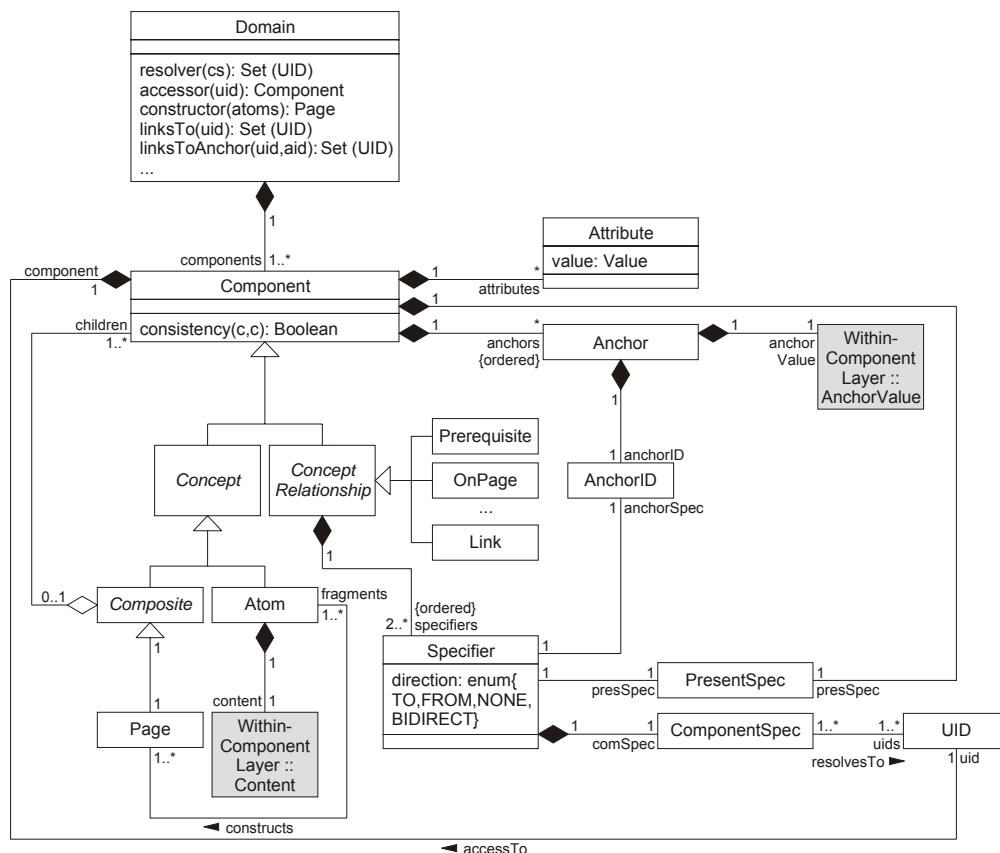 Domain
resolver(cs): Set (UID)
accessor(uid): Component
constructor(atoms): Page
linksTo(uid): Set (UID)
linksToAnchor(uid,aid): Set (UID)
...
1
components 1..*
component
1
Component
consistency(c,c): Boolean
1
*
attributes
Attribute
value: Value
1
children
1..*
1
*
anchors
{ordered}
Anchor
1
1
anchor
Value
Within-
Component
Layer ::
AnchorValue
1
1 anchorID
AnchorID
1 anchorSpec
Concept
Concept
Relationship
Prerequisite
OnPage
...
Link
1
0..1
Composite
Atom
fragments
1..*
1
1
{ordered}
2..* specifiers
Specifier
direction: enum{
TO,FROM,NONE,
BIDIRECT}
1
1
1
presSpec
PresentSpec
1
presSpec
1
1
comSpec
ComponentSpec
1..*
1..*
uids
resolvesTo
UID
1 uid
1
Page
1..*
content 1
Within-
Component
Layer ::
Content
constructs
accessTo